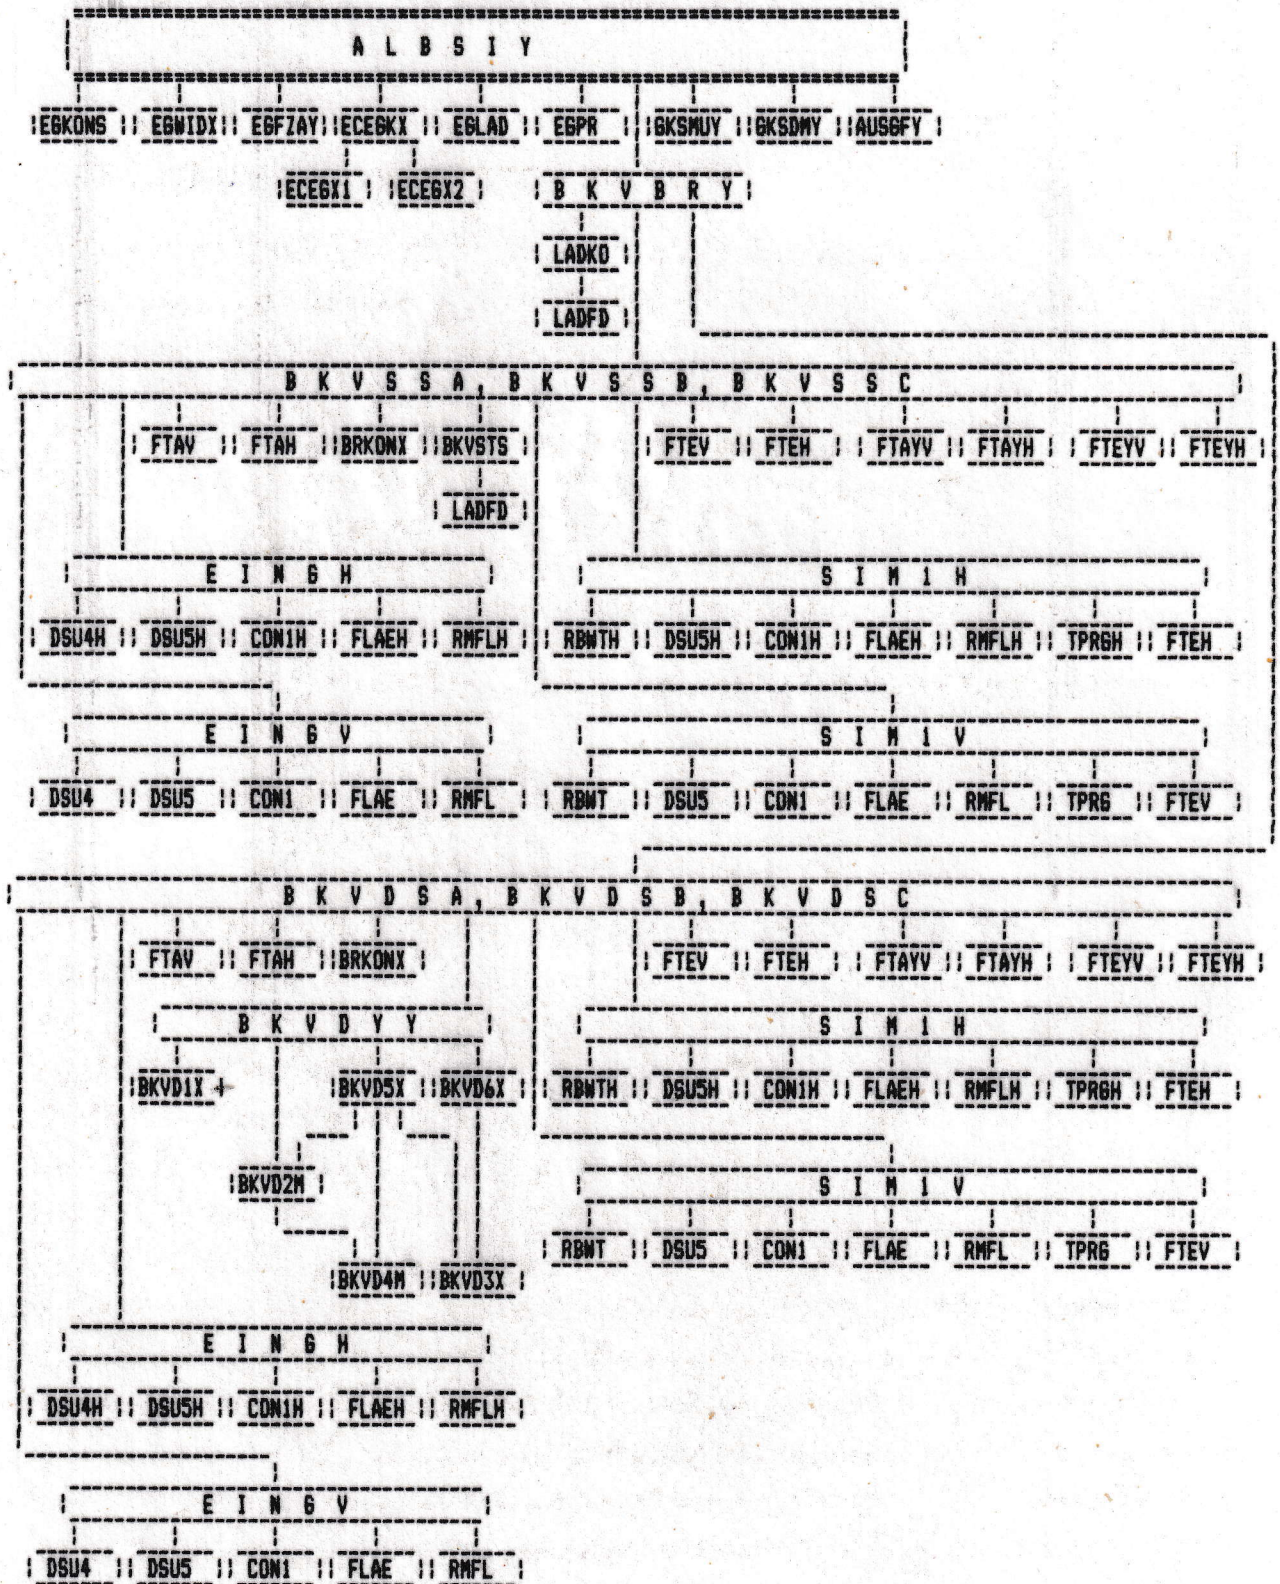 A L B S I Y
EGKONS EGWIDX EGFZAY ECEGKX EGLAD EGPR GKSMUY GKSDMY AUSGFY
ECEGX1 ECEGX2 B K V B R Y
LADKO
LADFD
B K V S S A , B K V S S B , B K V S S C
FTAV FTAH BRKONX BKVSTS FTEV FTEH FTAYV FTAYH FTEYV FTEYH
LADFD
E I N G H S I M 1 H
DSU4H DSU5H CON1H FLAEH RMFLH RBWTH DSU5H CON1H FLAEH RMFLH TPRGH FTEH
E I N G V S I M 1 V
DSU4 DSU5 CON1 FLAE RMFL RBWT DSU5 CON1 FLAE RMFL TPRG FTEV
B K V D S A , B K V D S B , B K V D S C
FTAV FTAH BRKONX FTEV FTEH FTAYV FTAYH FTEYV FTEYH
B K V D Y Y S I M 1 H
BKVD1X BKVD5X BKVD6X RBWTH DSU5H CON1H FLAEH RMFLH TPRGH FTEH
BKVD2M S I M 1 V
RBWT DSU5 CON1 FLAE RMFL TPRG FTEV
BKVD4M BKVD3X
E I N G H
DSU4H DSU5H CON1H FLAEH RMFLH
E I N G V
DSU4 DSU5 CON1 FLAE RMFL